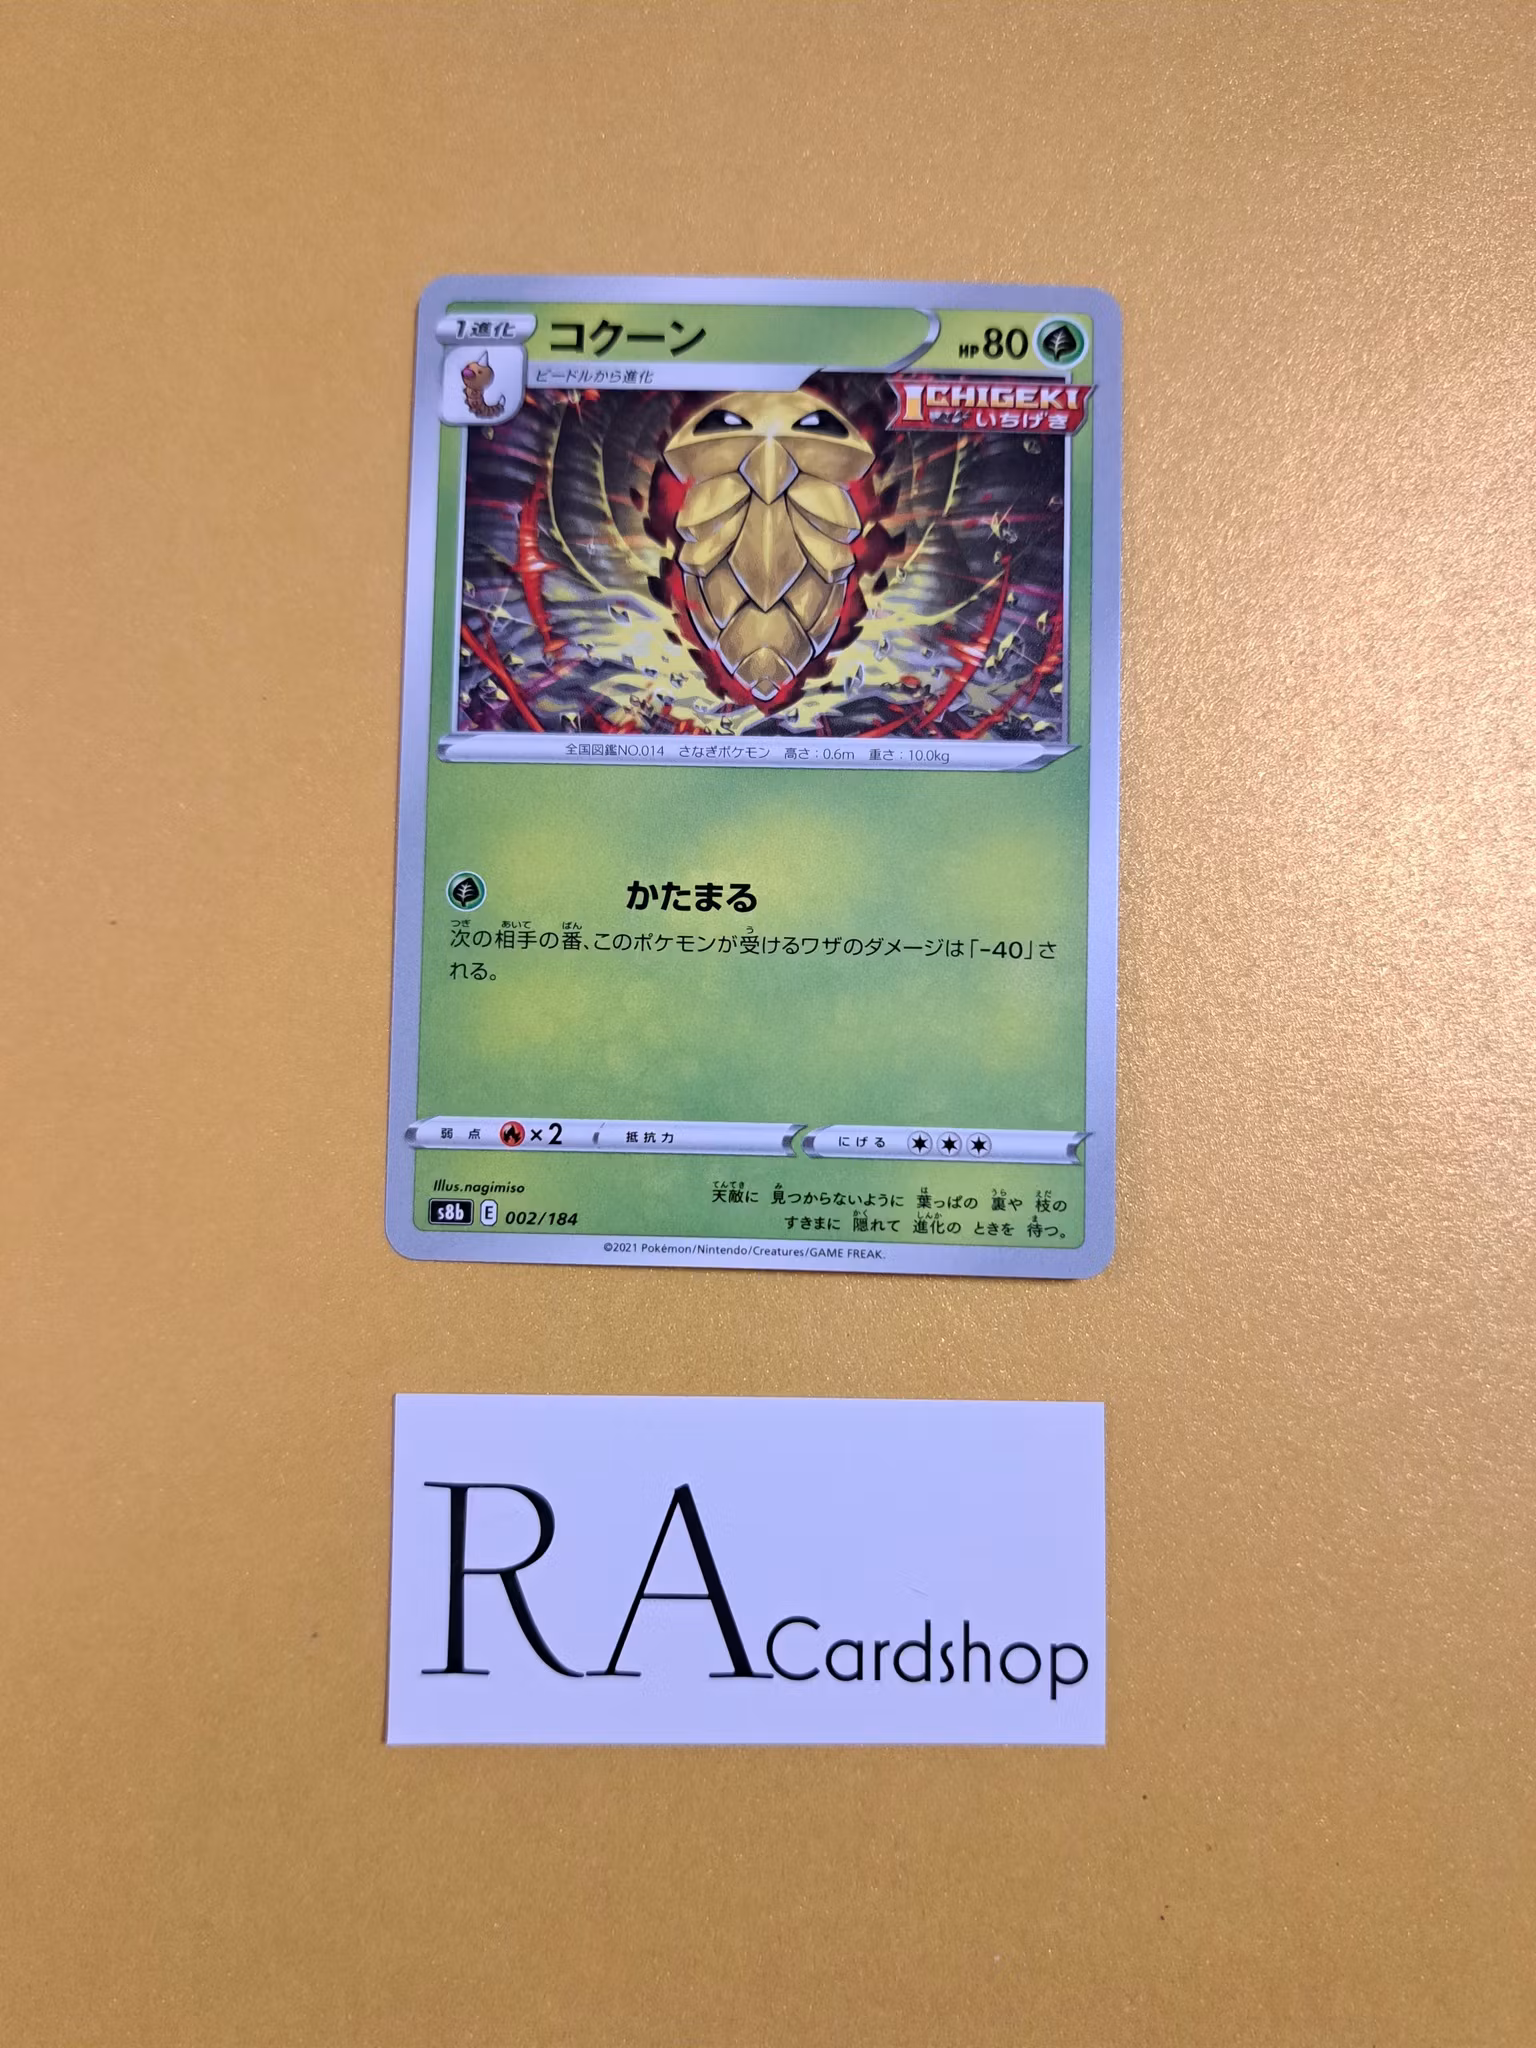 1進化
コクーン
HP80
ビードルから進化
ICHIGEKI
いちげき
全国図鑑NO.014 さなぎポケモン 高さ:0.6m 重さ:10.0kg
かたまる
次の相手の番、このポケモンが受けるワザのダメージは「-40」さ
れる。
弱点 ×2 抵抗力 にげる
Illus.nagimiso
s8b E 002/184
天敵に 見つからないように 葉っぱの 裏や 枝の
すきまに 隠れて 進化の ときを 待つ。
©2021 Pokémon/Nintendo/Creatures/GAME FREAK.
RA Cardshop